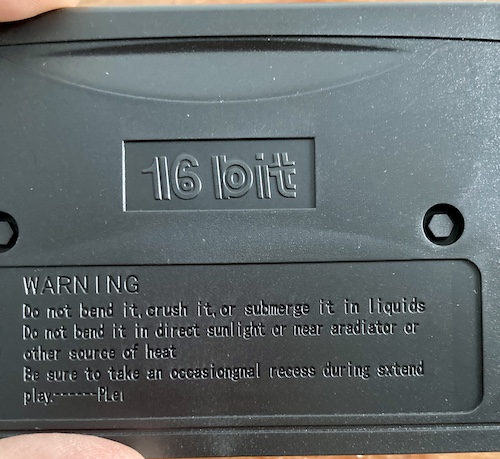 16 bit
WARNING
Do not bend it, crush it, or submerge it in liquids
Do not bend it in direct sunlight or near aradiator or
other source of heat
Be sure to take an occasiongnal recess during sxtend
play.-------PLei